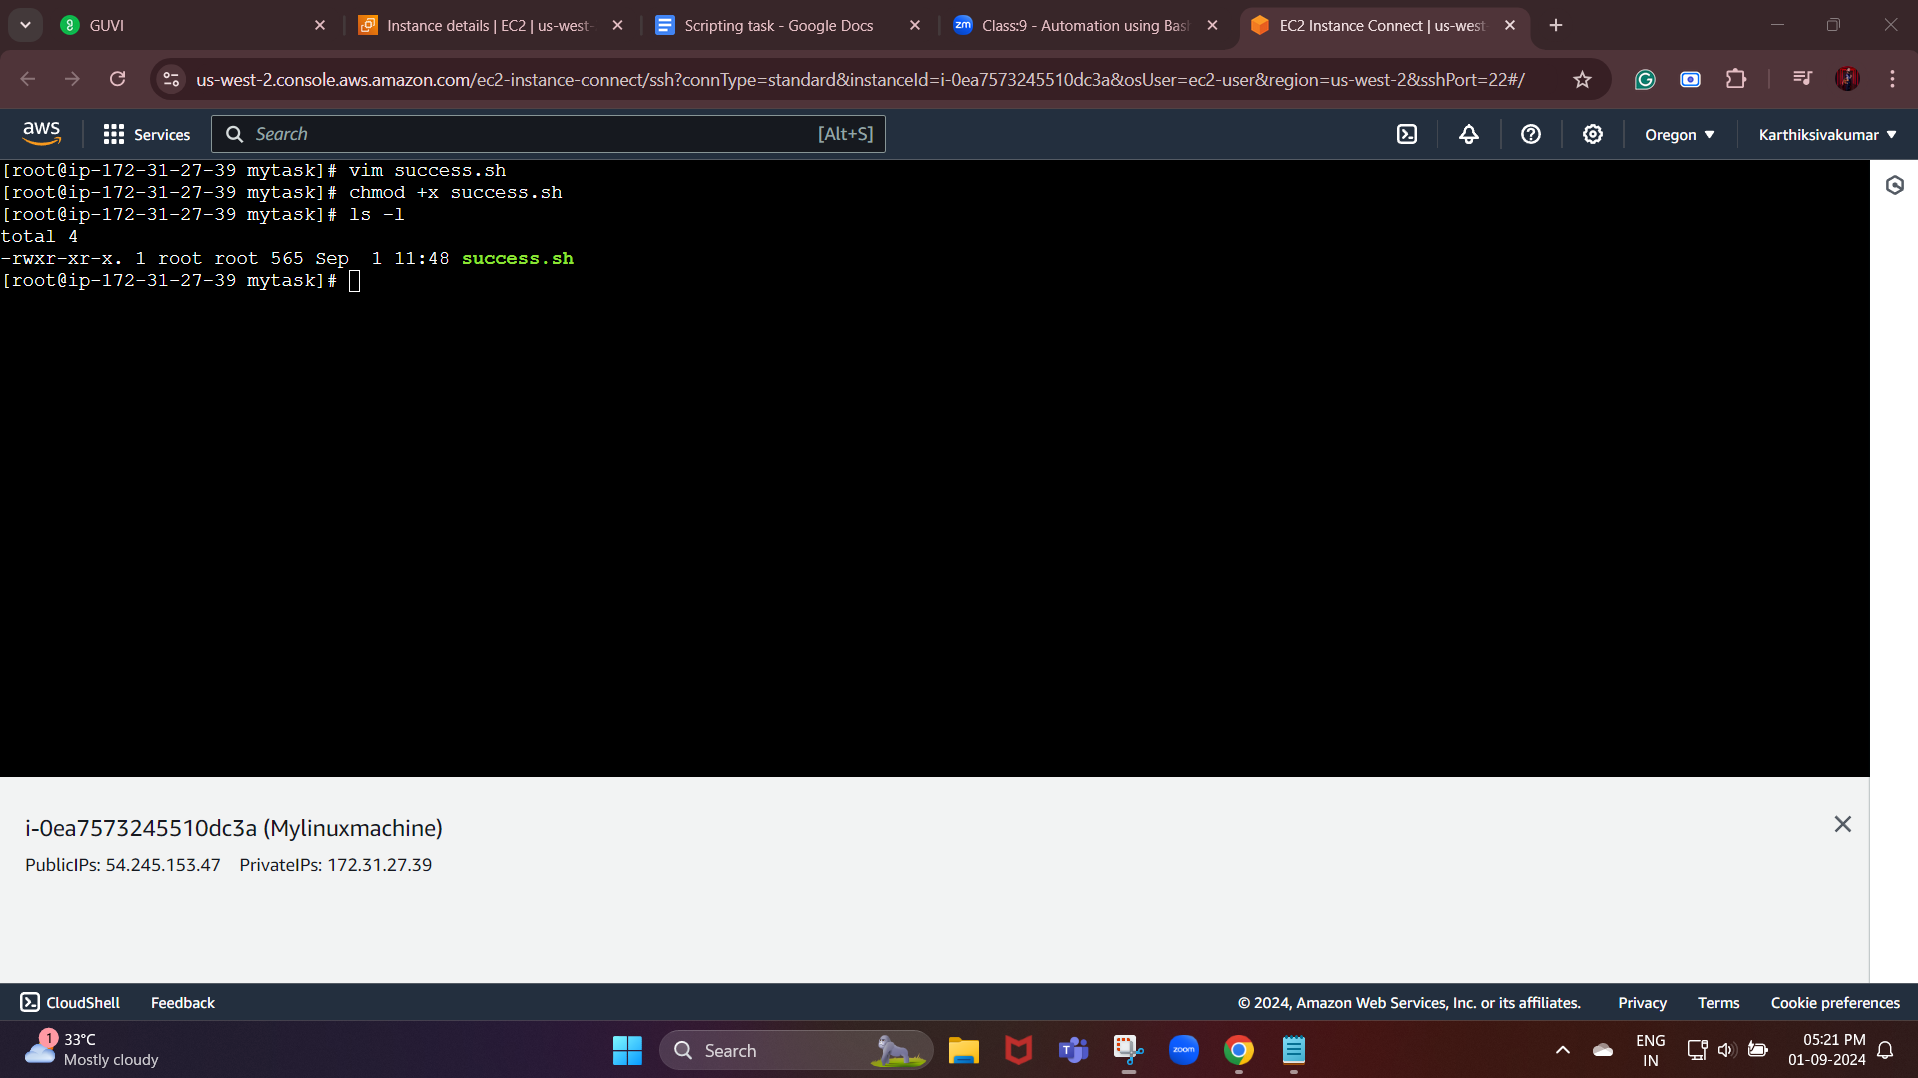 GUVI
Instance details | EC2 | us-west-
Scripting task - Google Docs
zm
Class:9 - Automation using Bas
EC2 Instance Connect | us-west
us-west-2.console.aws.amazon.com/ec2-instance-connect/ssh?connType=standard&instanceId=i-0ea7573245510dc3a&osUser=ec2-user&region=us-west-2&sshPort=22#/
aws
Services
Search
[Alt+S]
Oregon
Karthiksivakumar
[root@ip-172-31-27-39 mytask]# vim success.sh
[root@ip-172-31-27-39 mytask]# chmod +x success.sh
[root@ip-172-31-27-39 mytask]# ls -l
total 4
-rwxr-xr-x. 1 root root 565 Sep  1 11:48 success.sh
[root@ip-172-31-27-39 mytask]#
i-0ea7573245510dc3a (Mylinuxmachine)
PublicIPs: 54.245.153.47 PrivateIPs: 172.31.27.39
CloudShell
Feedback
© 2024, Amazon Web Services, Inc. or its affiliates.
Privacy
Terms
Cookie preferences
1
33°C
Mostly cloudy
Search
zoom
ENG
IN
05:21 PM
01-09-2024